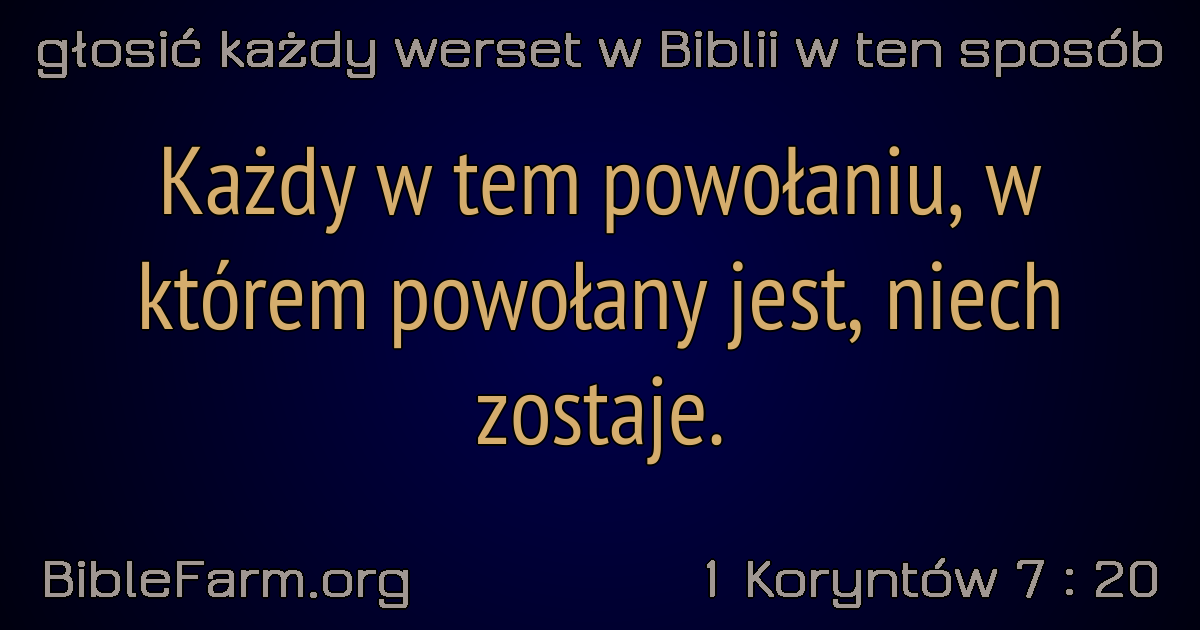 głosić każdy werset w Biblii w ten sposób
Każdy w tem powołaniu, w
którem powołany jest, niech
zostaje.
BibleFarm.org
1 Koryntów 7 : 20